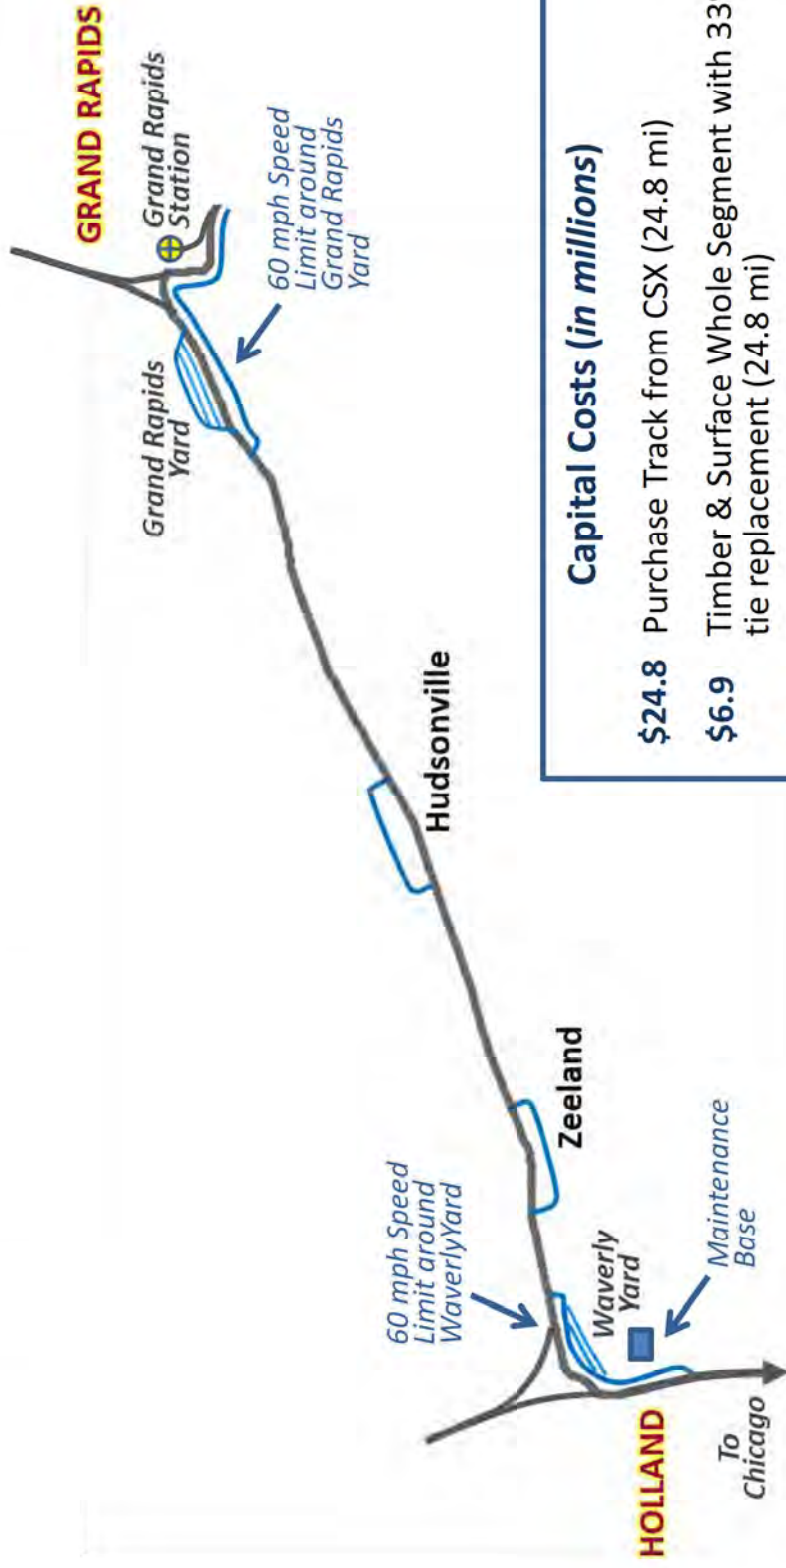 GRAND RAPIDS
Grand Rapids
Station
60 mph Speed
Limit around
Grand Rapids
Yard
Grand Rapids
Yard
Hudsonville
Zeeland
60 mph Speed
Limit around
WaverlyYard
Waverly
Yard
Maintenance
Base
HOLLAND
To
Chicago
Capital Costs (in millions)
$24.8 Purchase Track from CSX (24.8 mi)
$6.9 Timber & Surface Whole Segment with 33
tie replacement (24.8 mi)